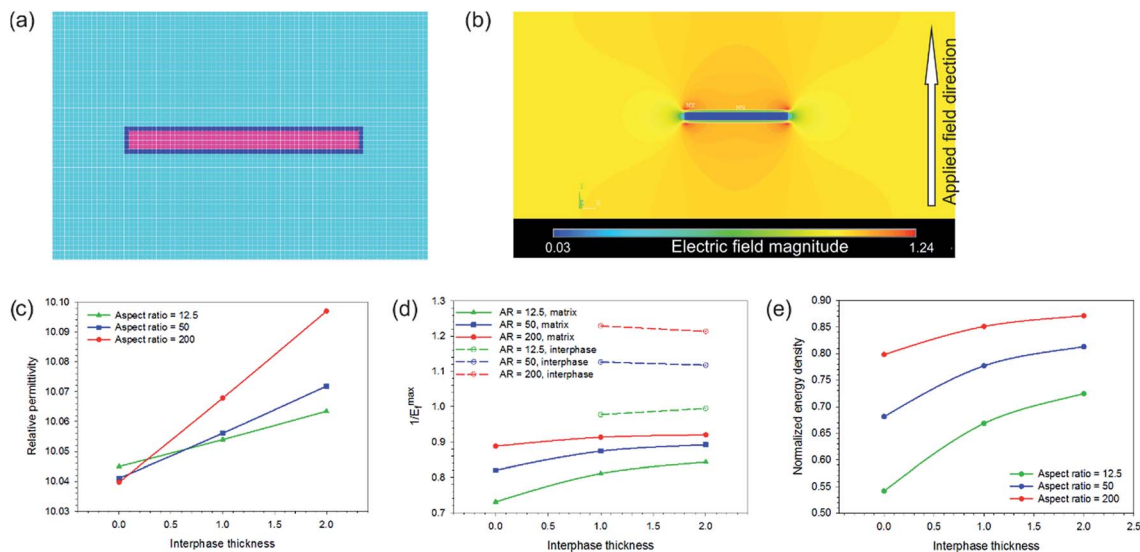 (a)
(b)
Applied field direction
0.03
Electric field magnitude
1.24
(c)
Relative permittivity
10.10
10.09
10.08
10.07
10.06
10.05
10.04
10.03
Aspect ratio = 12.5
Aspect ratio = 50
Aspect ratio = 200
0.0 0.5 1.0 1.5 2.0
Interphase thickness
(d)
1/E_f^max
1.3
1.2
1.1
1.0
0.9
0.8
0.7
AR = 12.5, matrix
AR = 50, matrix
AR = 200, matrix
AR = 12.5, interphase
AR = 50, interphase
AR = 200, interphase
0.0 0.5 1.0 1.5 2.0
Interphase thickness
(e)
Normalized energy density
0.90
0.85
0.80
0.75
0.70
0.65
0.60
0.55
0.50
Aspect ratio = 12.5
Aspect ratio = 50
Aspect ratio = 200
0.0 0.5 1.0 1.5 2.0 2.5
Interphase thickness